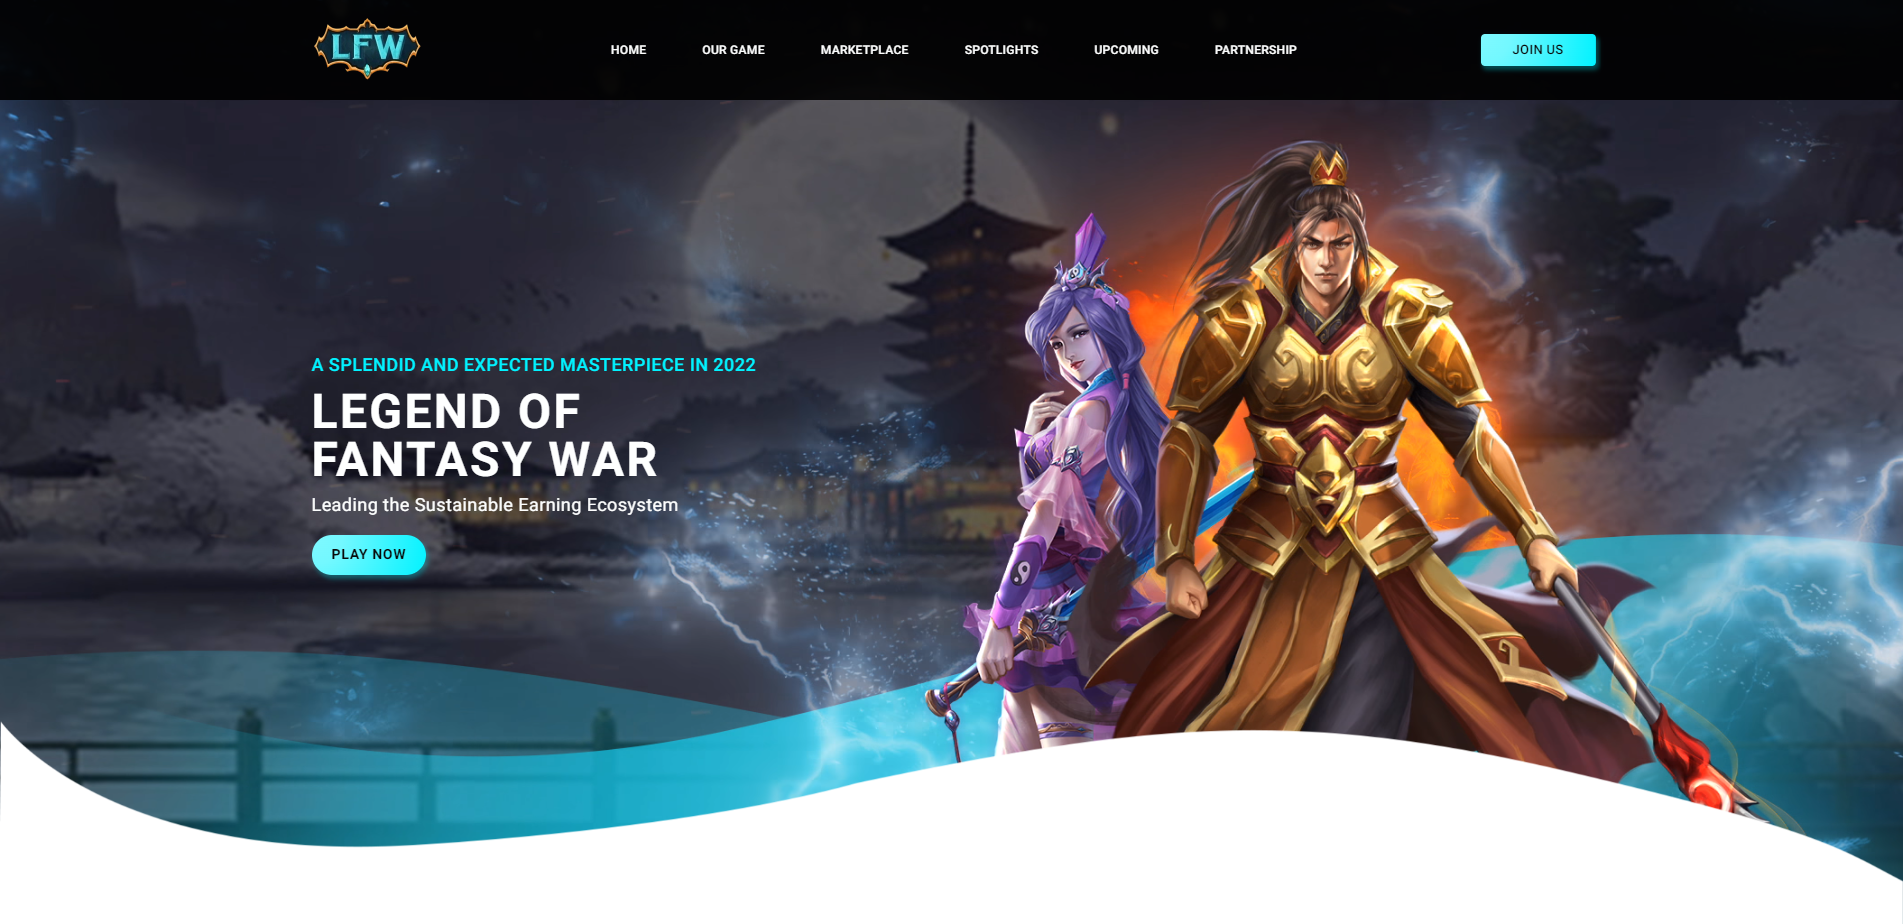 LFW
HOME
OUR GAME
MARKETPLACE
SPOTLIGHTS
UPCOMING
PARTNERSHIP
JOIN US
A SPLENDID AND EXPECTED MASTERPIECE IN 2022
LEGEND OF
FANTASY WAR
Leading the Sustainable Earning Ecosystem
PLAY NOW